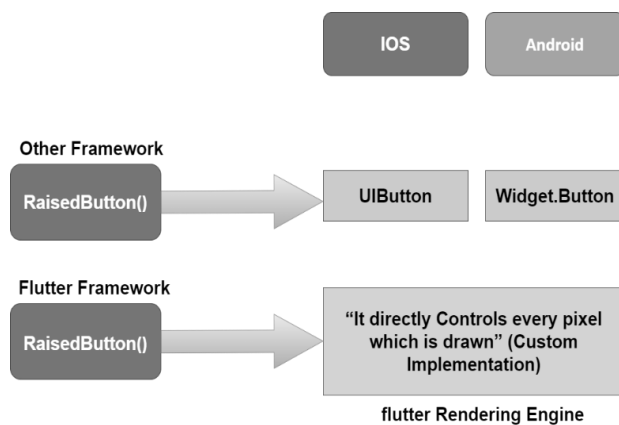 IOS
Android
Other Framework
RaisedButton()
UIButton
Widget.Button
Flutter Framework
RaisedButton()
“It directly Controls every pixel
which is drawn” (Custom
Implementation)
flutter Rendering Engine